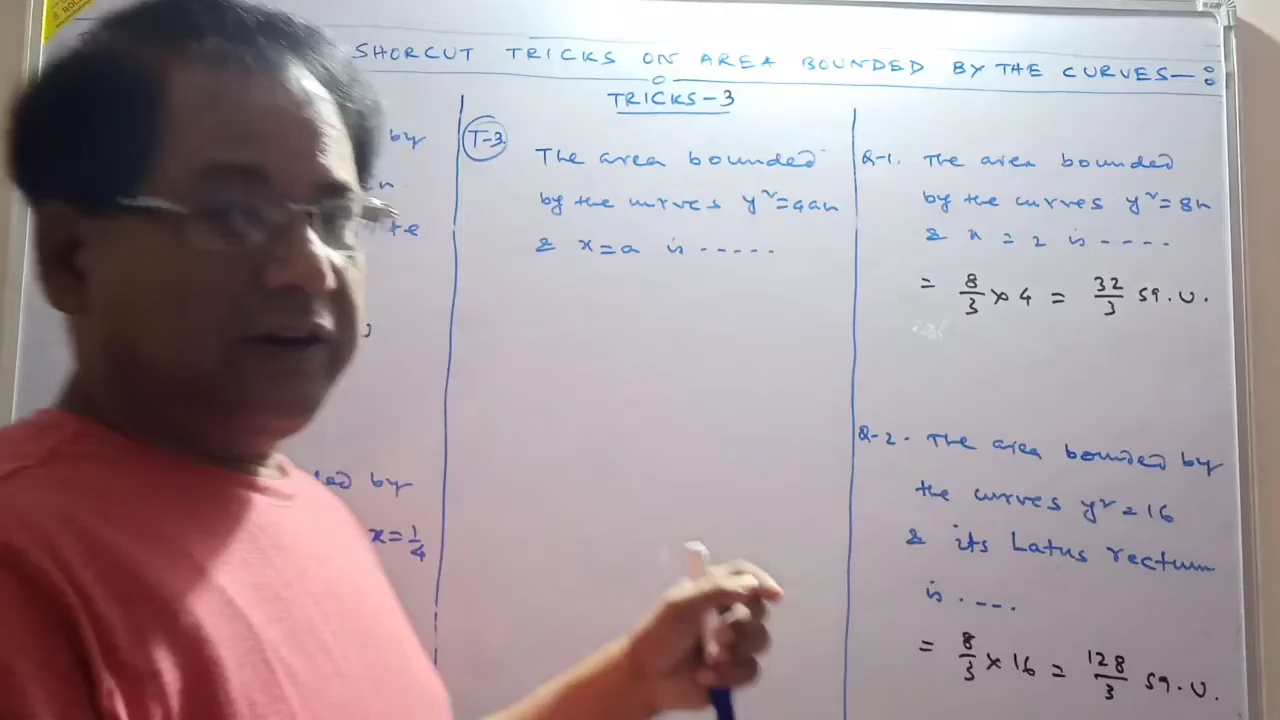 SHORCUT TRICKS ON AREA BOUNDED BY THE CURVES—:
TRICKS-3
by
x=1/4
T-3
The area bounded
by the curves y²=4ax
& x=a is -----
Q-1. The area bounded
by the curves y²=8x
& x=2 is ----
= 8/3 × 4 = 32/3 sq.U.
Q-2. The area bounded by
the curves y²=16
& its Latus rectum
is ----
= 8/3 × 16 = 128/3 sq.U.